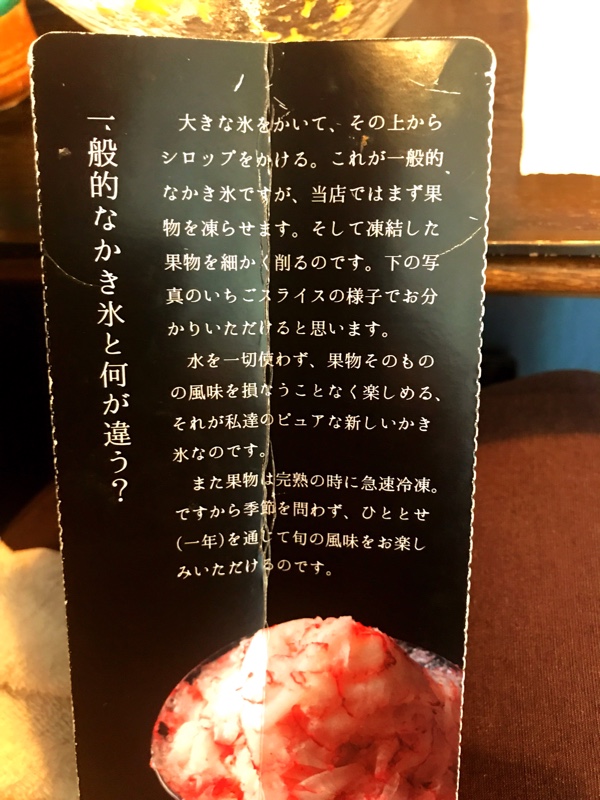 一般的なかき氷と何が違う？
大きな氷をかいて、その上から
シロップをかける。これが一般的
なかき氷ですが、当店ではまず果
物を凍らせます。そして凍結した
果物を細かく削るのです。下の写
真のいちごスライスの様子でお分
かりいただけると思います。
水を一切使わず、果物そのもの
の風味を損なうことなく楽しめる、
それが私達のピュアな新しいかき
氷なのです。
また果物は完熟の時に急速冷凍。
ですから季節を問わず、ひととせ
(一年)を通じて旬の風味をお楽し
みいただけるのです。